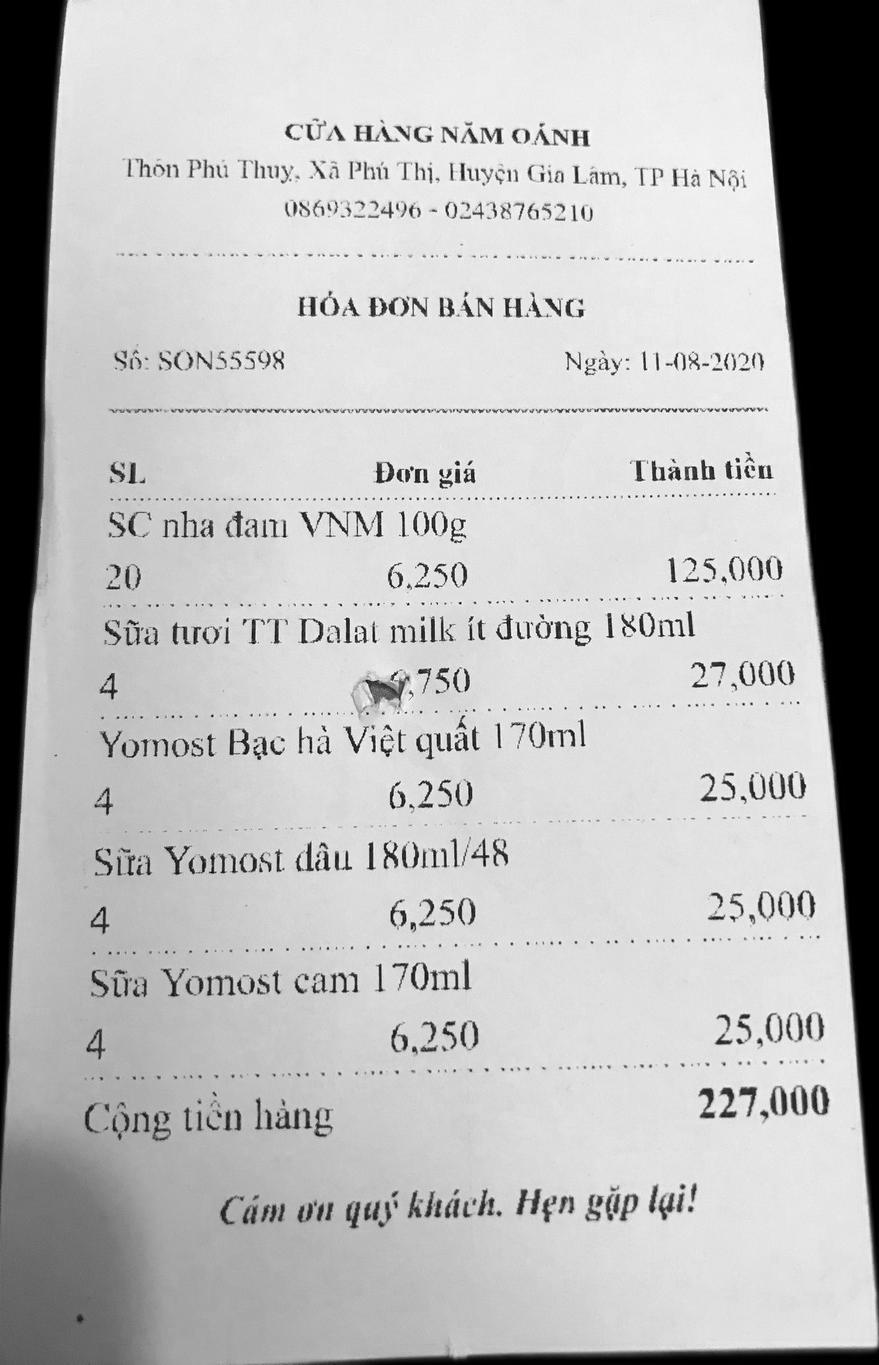 CỬA HÀNG NĂM OÁNH
Thôn Phú Thuỵ, Xã Phú Thị, Huyện Gia Lâm, TP Hà Nội
0869322496 - 02438765210
HÓA ĐƠN BÁN HÀNG
Số: SON55598 Ngày: 11-08-2020
SL Đơn giá Thành tiền
SC nha đam VNM 100g
20 6,250 125,000
Sữa tươi TT Dalat milk ít đường 180ml
4 ,750 27,000
Yomost Bạc hà Việt quất 170ml
4 6,250 25,000
Sữa Yomost dâu 180ml/48
4 6,250 25,000
Sữa Yomost cam 170ml
4 6,250 25,000
Cộng tiền hàng 227,000
Cám ơn quý khách. Hẹn gặp lại!